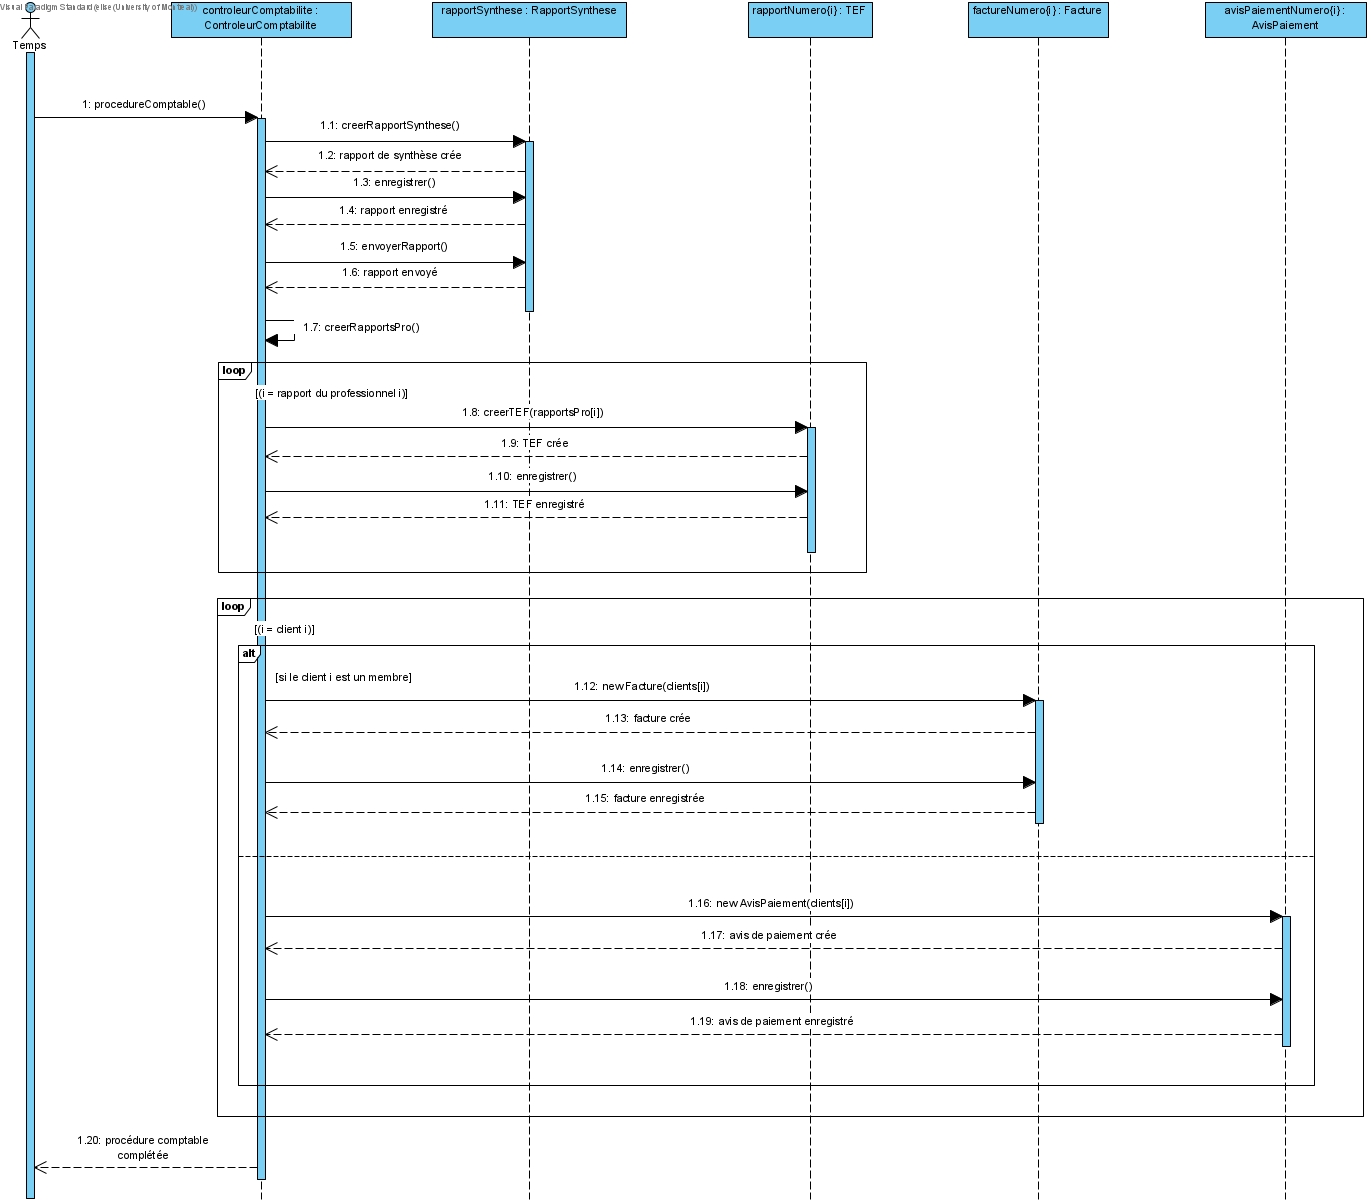 Visual Paradigm Standard(elise(University of Montreal))
Temps
controleurComptabilite :
ControleurComptabilite
rapportSynthese : RapportSynthese
rapportNumero{i} : TEF
factureNumero{i} : Facture
avisPaiementNumero{i} :
AvisPaiement
1: procedureComptable()
1.1: creerRapportSynthese()
1.2: rapport de synthèse crée
1.3: enregistrer()
1.4: rapport enregistré
1.5: envoyerRapport()
1.6: rapport envoyé
1.7: creerRapportsPro()
loop
[(i = rapport du professionnel i)]
1.8: creerTEF(rapportsPro[i])
1.9: TEF crée
1.10: enregistrer()
1.11: TEF enregistré
loop
[(i = client i)]
alt
[si le client i est un membre]
1.12: newFacture(clients[i])
1.13: facture crée
1.14: enregistrer()
1.15: facture enregistrée
1.16: newAvisPaiement(clients[i])
1.17: avis de paiement crée
1.18: enregistrer()
1.19: avis de paiement enregistré
1.20: procédure comptable
complétée